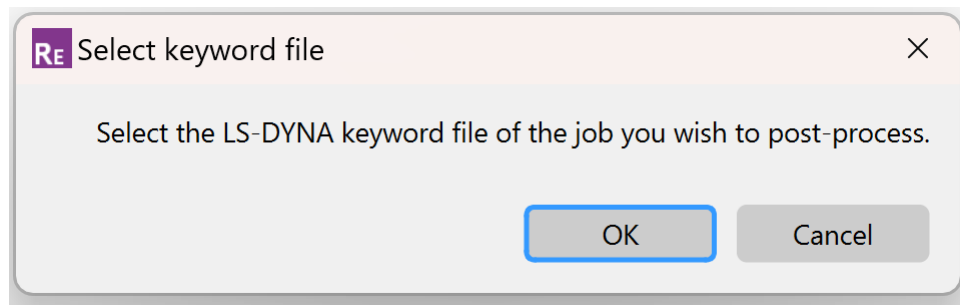 RE Select keyword file
Select the LS-DYNA keyword file of the job you wish to post-process.
OK Cancel